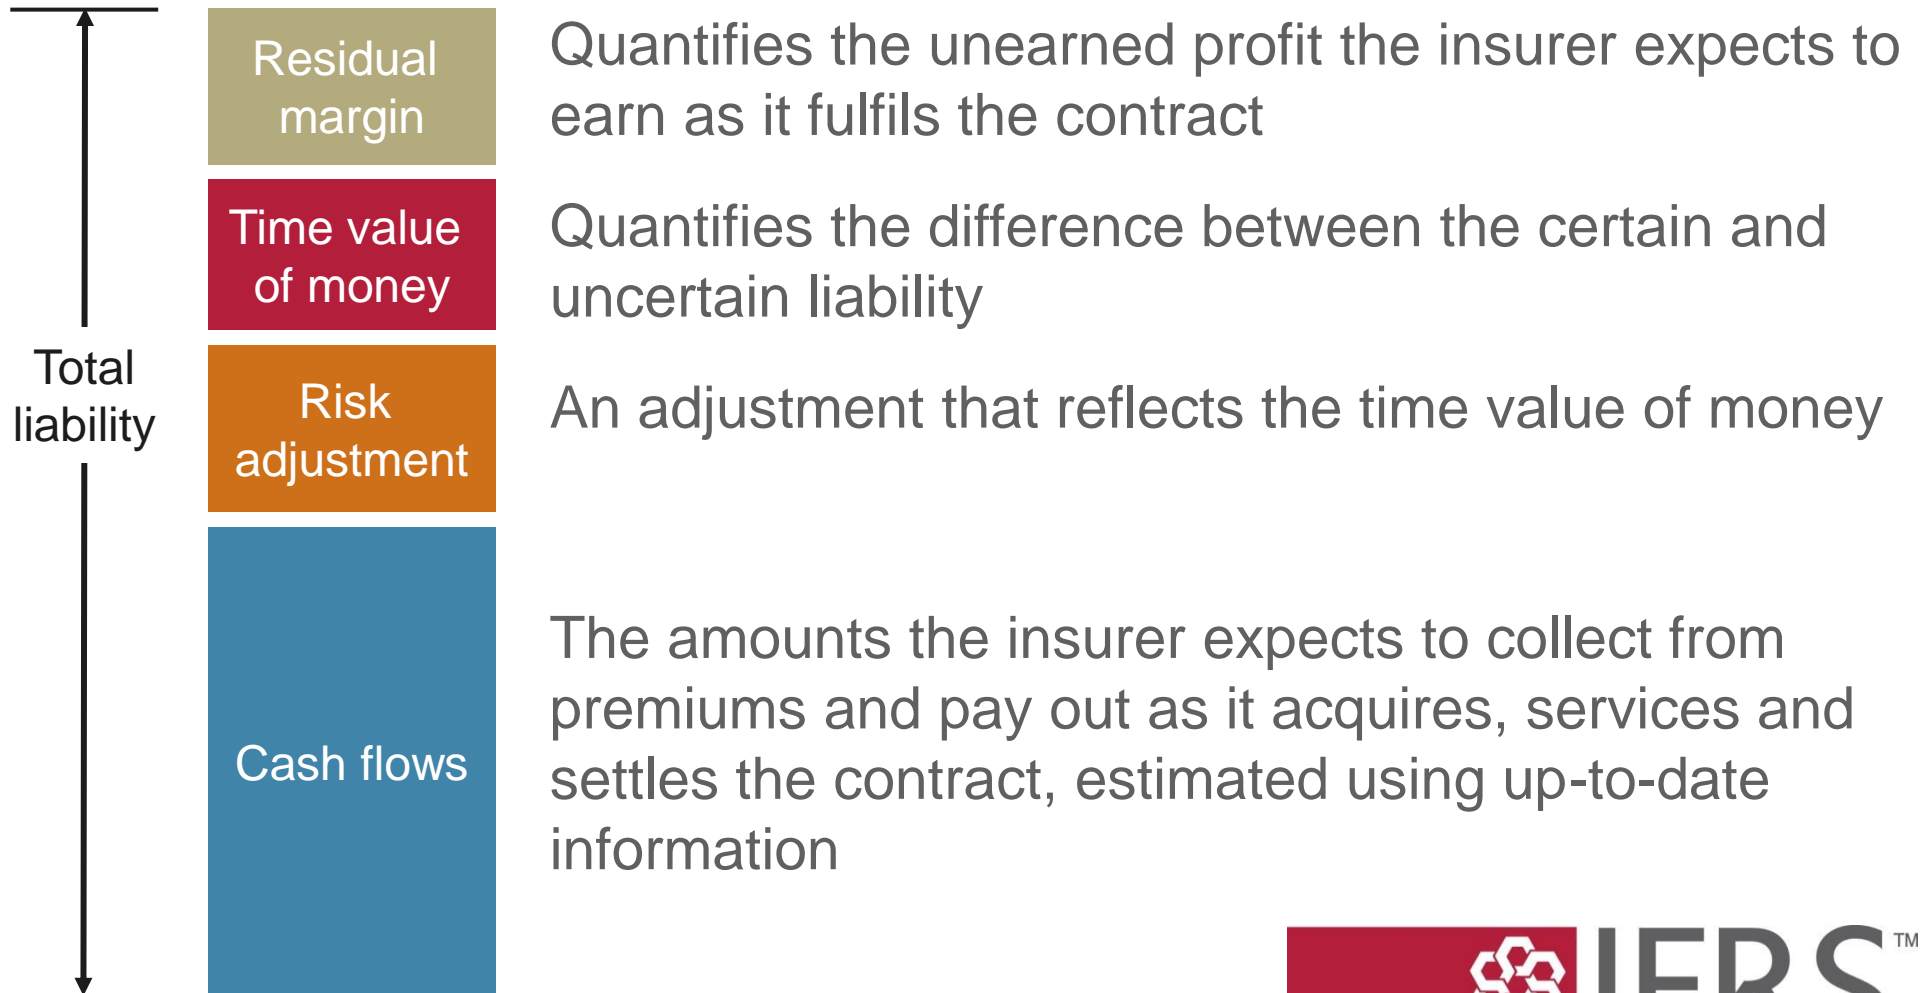 Total
liability
Residual
margin
Quantifies the unearned profit the insurer expects to
earn as it fulfils the contract
Time value
of money
Quantifies the difference between the certain and
uncertain liability
Risk
adjustment
An adjustment that reflects the time value of money
Cash flows
The amounts the insurer expects to collect from
premiums and pay out as it acquires, services and
settles the contract, estimated using up-to-date
information
IFRS™